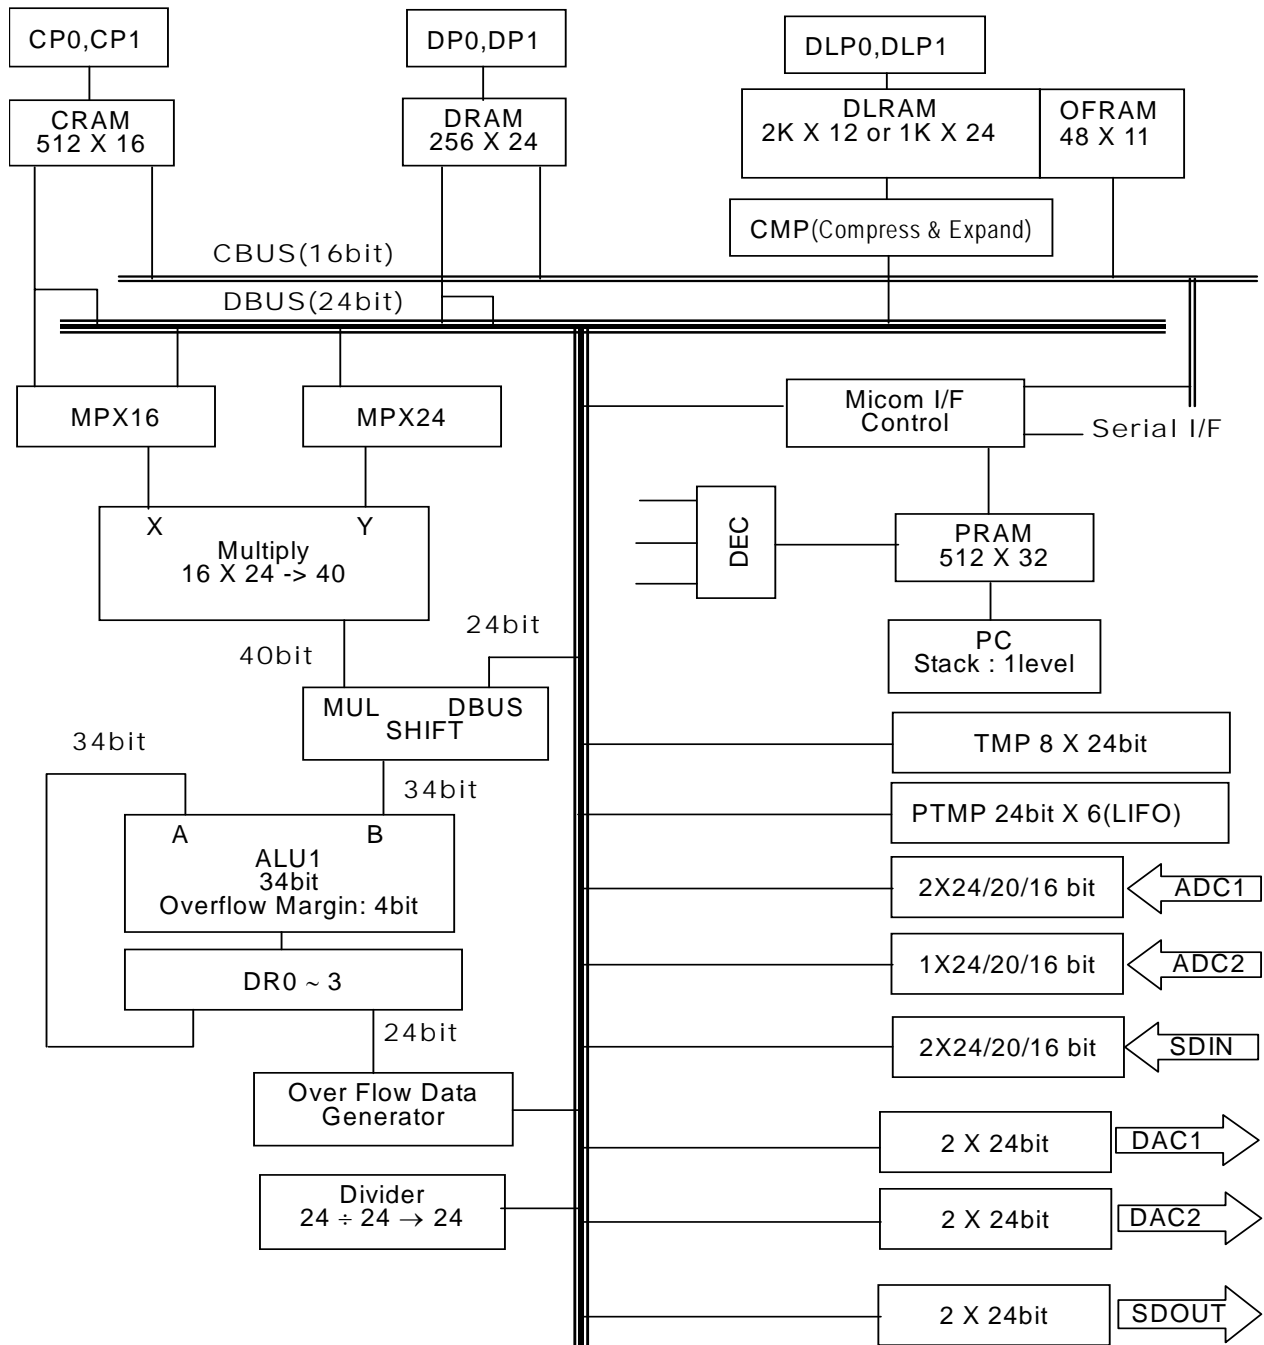 CP0,CP1
DP0,DP1
DLP0,DLP1
CRAM
512 X 16
DRAM
256 X 24
DLRAM
2K X 12 or 1K X 24
OFRAM
48 X 11
CMP(Compress & Expand)
CBUS(16bit)
DBUS(24bit)
MPX16
MPX24
Micom I/F
Control
Serial I/F
X
Y
Multiply
16 X 24 -> 40
DEC
PRAM
512 X 32
PC
Stack : 1level
40bit
24bit
MUL
DBUS
SHIFT
34bit
34bit
A
B
ALU1
34bit
Overflow Margin: 4bit
DR0 ~ 3
24bit
Over Flow Data
Generator
Divider
24 ÷ 24 → 24
TMP 8 X 24bit
PTMP 24bit X 6(LIFO)
2X24/20/16 bit
ADC1
1X24/20/16 bit
ADC2
2X24/20/16 bit
SDIN
2 X 24bit
DAC1
2 X 24bit
DAC2
2 X 24bit
SDOUT